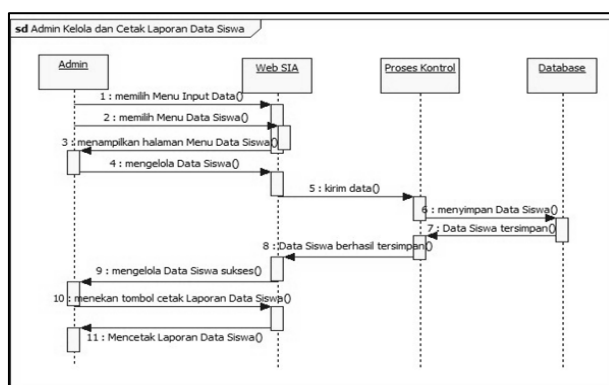 sd Admin Kelola dan Cetak Laporan Data Siswa
Admin
Web SIA
Proses Kontrol
Database
1 : memilih Menu Input Data()
2 : memilih Menu Data Siswa()
3 : menampilkan halaman Menu Data Siswa()
4 : mengelola Data Siswa()
5 : kirim data()
6 : menyimpan Data Siswa()
7 : Data Siswa tersimpan()
8 : Data Siswa berhasil tersimpan()
9 : mengelola Data Siswa sukses()
10 : menekan tombol cetak Laporan Data Siswa()
11 : Mencetak Laporan Data Siswa()